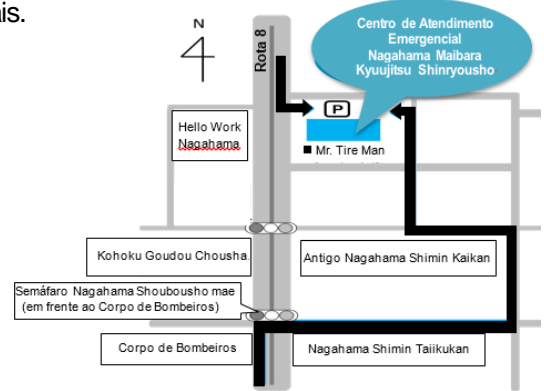 ais.
N
Rota 8
Centro de Atendimento
Emergencial
Nagahama Maibara
Kyuujitsu Shinryousho
P
Hello Work
Nagahama
■ Mr. Tire Man
Kohoku Goudou Chousha
Antigo Nagahama Shimin Kaikan
Semáfaro Nagahama Shoubousho mae
(em frente ao Corpo de Bombeiros)
Corpo de Bombeiros
Nagahama Shimin Taiikukan